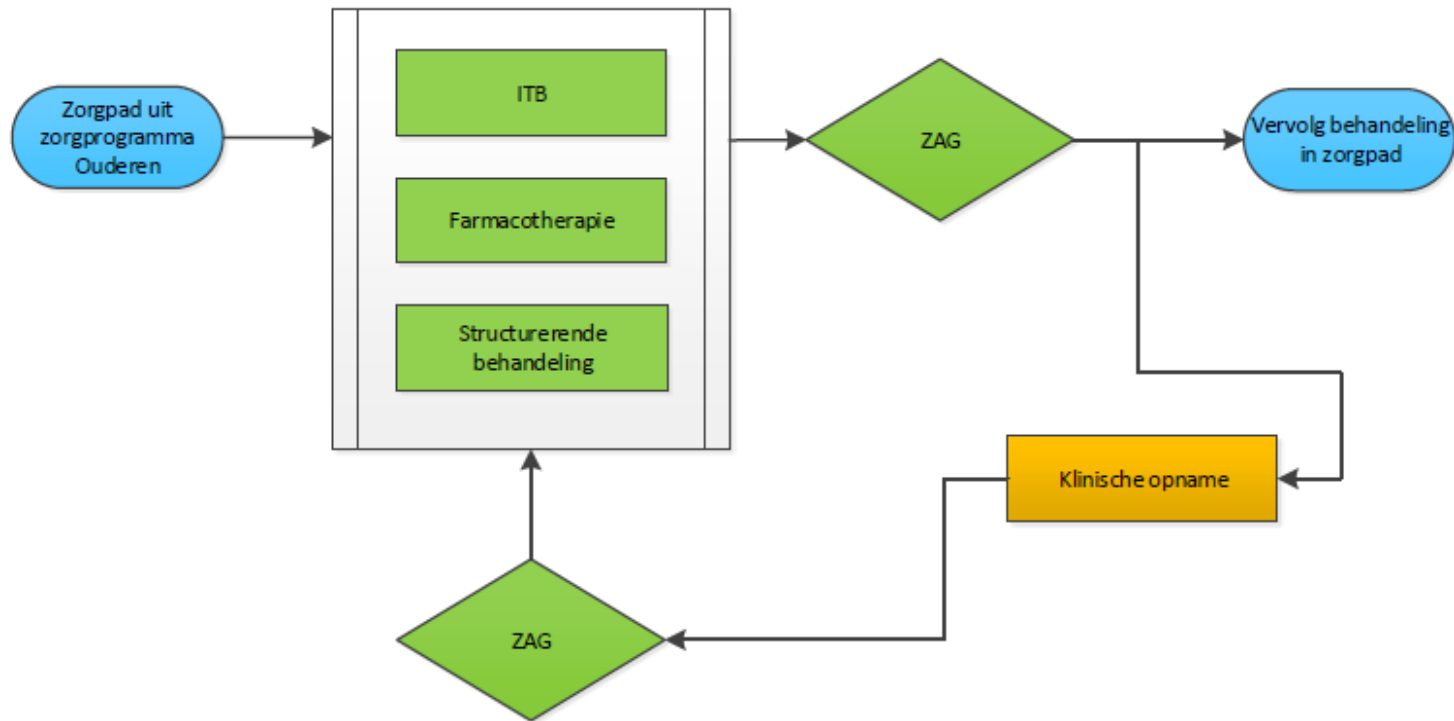 Zorgpad uit
zorgprogramma
Ouderen
ITB
Farmacotherapie
Structurerende
behandeling
ZAG
Vervolg behandeling
in zorgpad
Klinische opname
ZAG